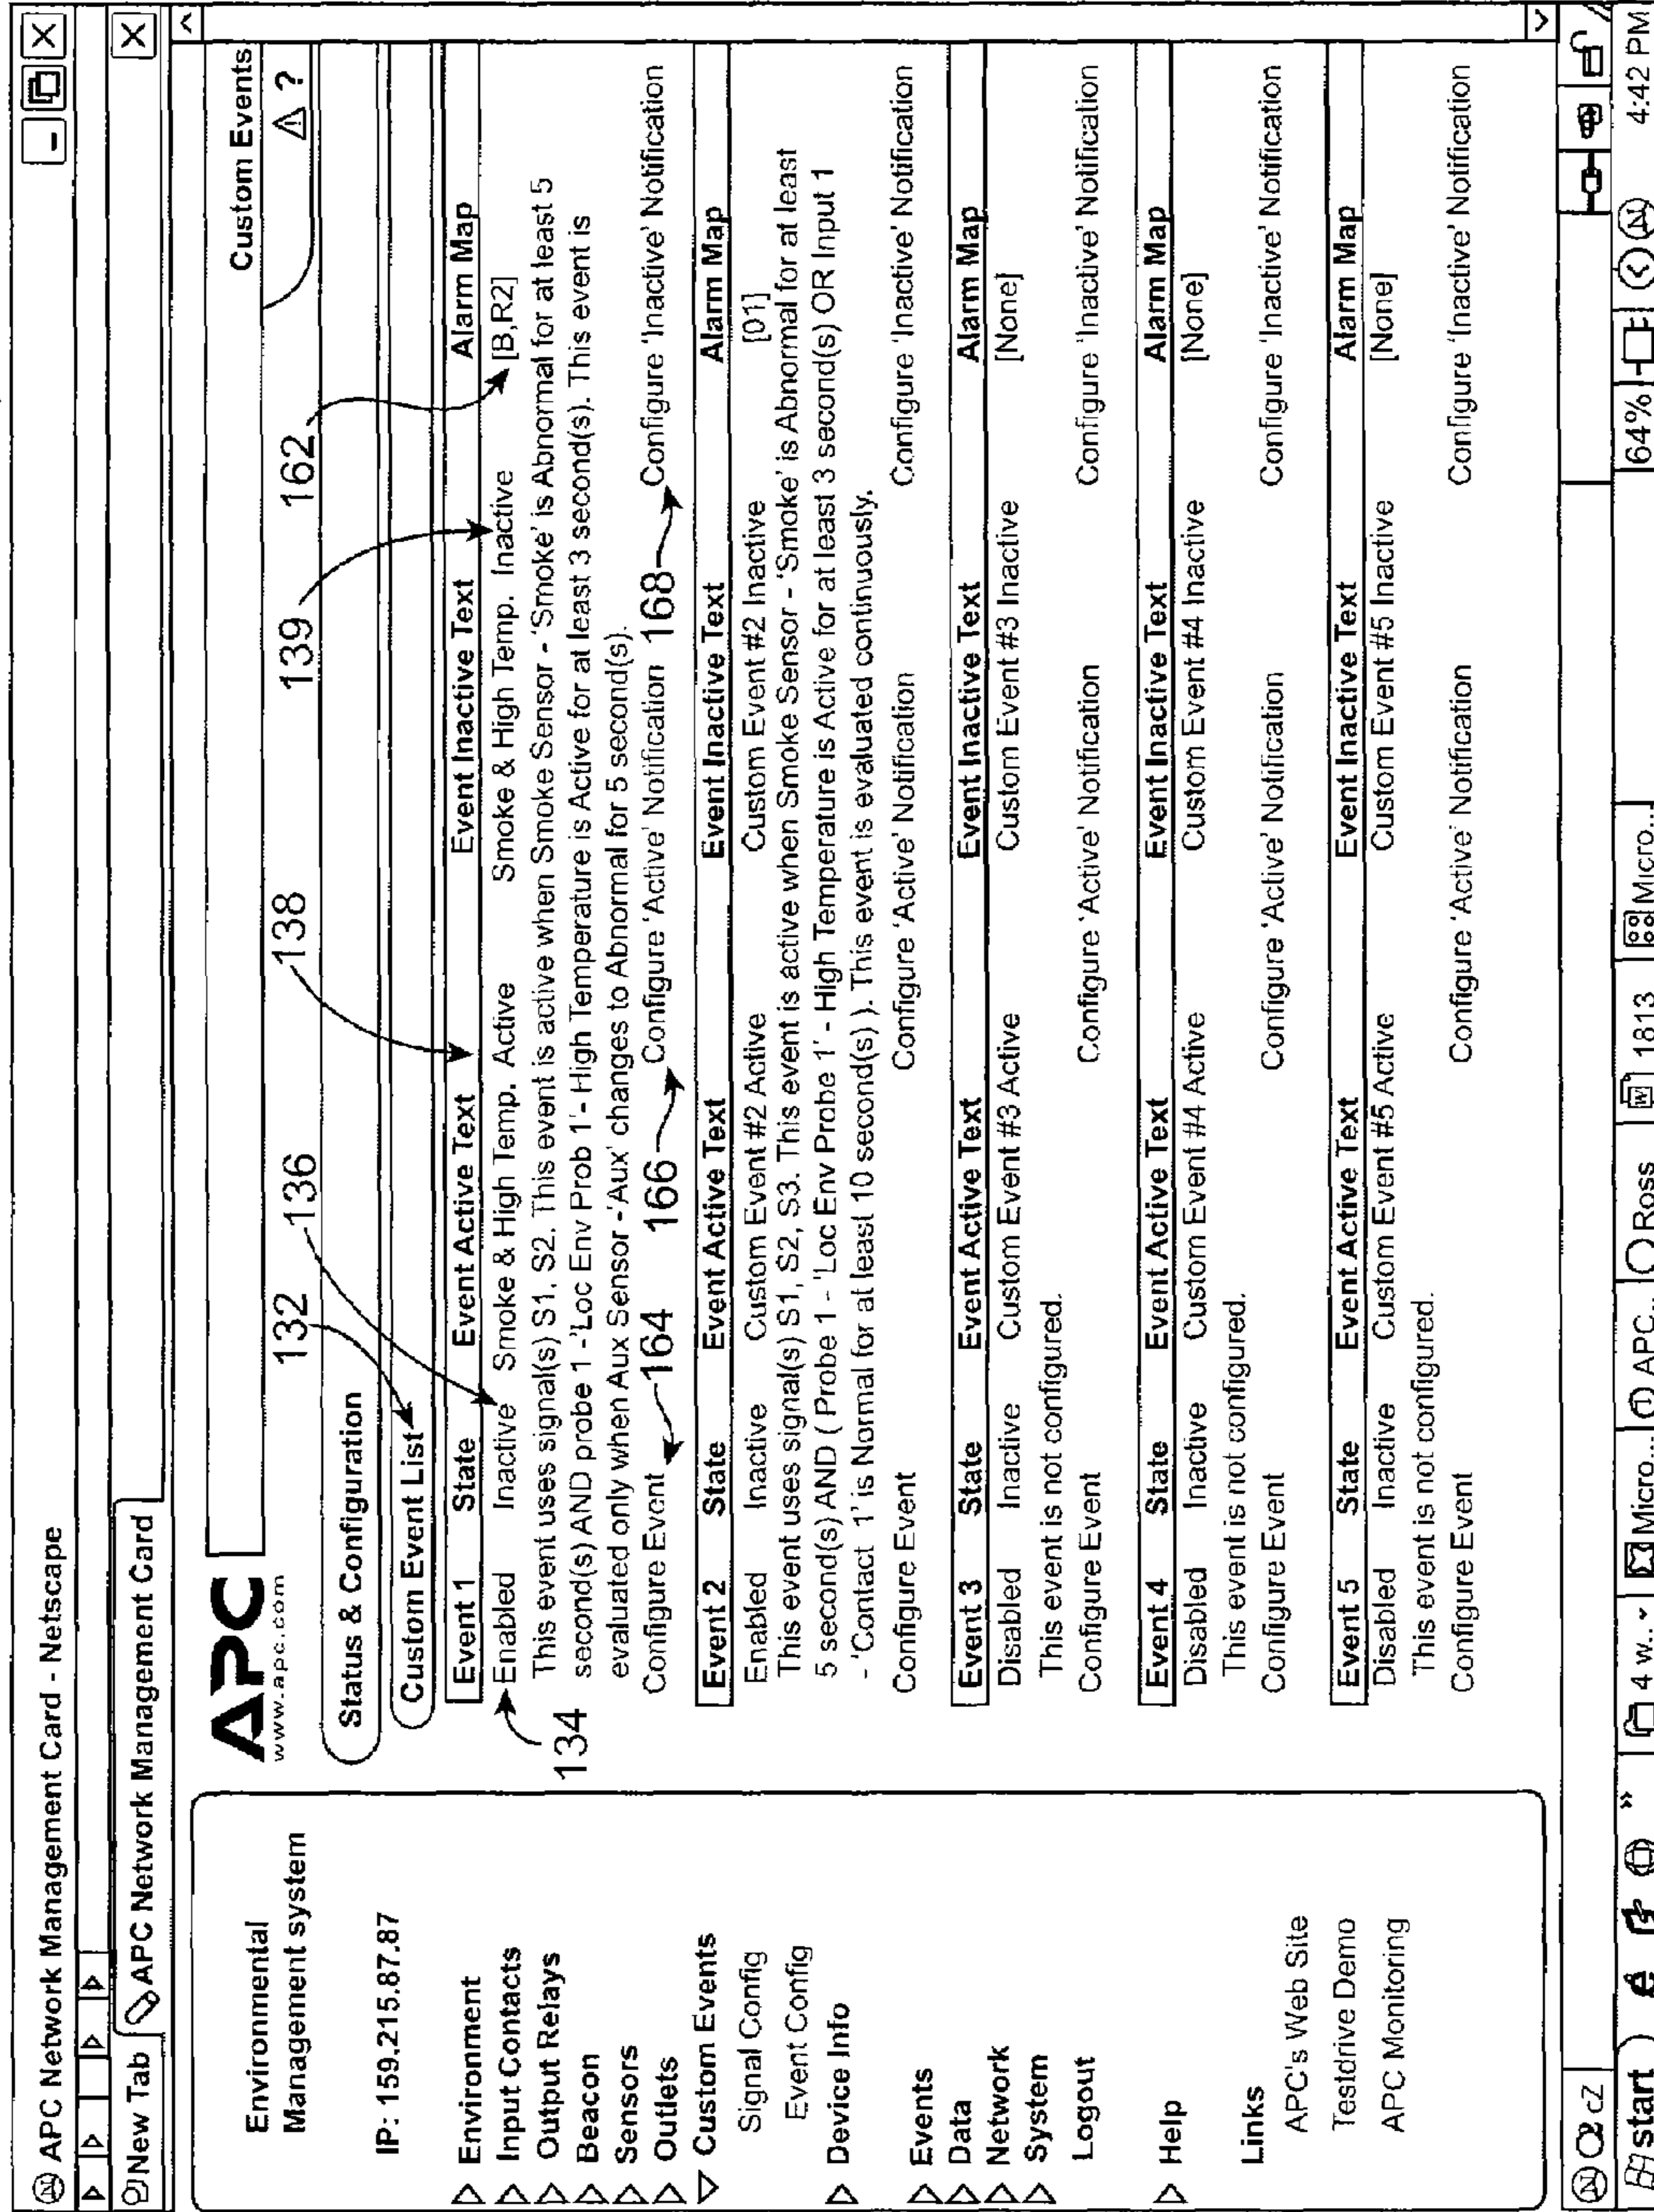 APC Network Management Card - Netscape
New Tab APC Network Management Card
Environmental
Management system
IP: 159.215.87.87
Environment
Input Contacts
Output Relays
Beacon
Sensors
Outlets
Custom Events
Signal Config
Event Config
Device Info
Events
Data
Network
System
Logout
Help
Links
APC's Web Site
Testdrive Demo
APC Monitoring
APC
www.apc.com
Custom Events
?
132 136 138 139 162
Status & Configuration
Custom Event List
Event 1 State Event Active Text Event Inactive Text Alarm Map
134
Enabled Inactive Smoke & High Temp. Active Smoke & High Temp. Inactive [B,R2]
This event uses signal(s) S1, S2. This event is active when Smoke Sensor - 'Smoke' is Abnormal for at least 5
second(s) AND probe 1 -'Loc Env Prob 1'- High Temperature is Active for at least 3 second(s). This event is
evaluated only when Aux Sensor -'Aux' changes to Abnormal for 5 second(s).
Configure Event 164 166 Configure 'Active' Notification 168 Configure 'Inactive' Notification
Event 2 State Event Active Text Event Inactive Text Alarm Map
Enabled Inactive Custom Event #2 Active Custom Event #2 Inactive [01]
This event uses signal(s) S1, S2, S3. This event is active when Smoke Sensor - 'Smoke' is Abnormal for at least
5 second(s) AND ( Probe 1 - 'Loc Env Probe 1' - High Temperature is Active for at least 3 second(s) OR Input 1
- 'Contact 1' is Normal for at least 10 second(s) ). This event is evaluated continuously.
Configure Event Configure 'Active' Notification Configure 'Inactive' Notification
Event 3 State Event Active Text Event Inactive Text Alarm Map
Disabled Inactive Custom Event #3 Active Custom Event #3 Inactive [None]
This event is not configured.
Configure Event Configure 'Active' Notification Configure 'Inactive' Notification
Event 4 State Event Active Text Event Inactive Text Alarm Map
Disabled Inactive Custom Event #4 Active Custom Event #4 Inactive [None]
This event is not configured.
Configure Event Configure 'Active' Notification Configure 'Inactive' Notification
Event 5 State Event Active Text Event Inactive Text Alarm Map
Disabled Inactive Custom Event #5 Active Custom Event #5 Inactive [None]
This event is not configured.
Configure Event Configure 'Active' Notification Configure 'Inactive' Notification
start 4 w.. Micro... APC.. Ross 1813 Micro... 64% 4:42 PM